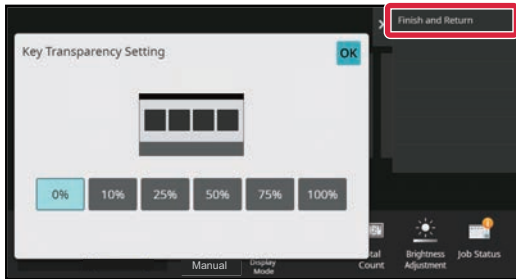 Finish and Return
Key Transparency Setting
OK
0% 10% 25% 50% 75% 100%
Manual
Display
Mode
Count
Brightness
Adjustment
Job Status